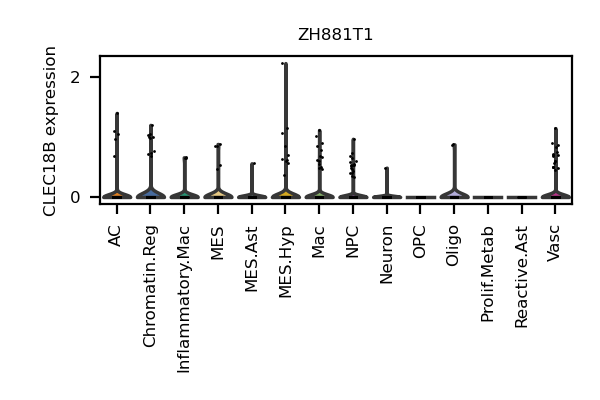 ZH881T1
CLEC18B expression
2
0
AC
Chromatin.Reg
Inflammatory.Mac
MES
MES.Ast
MES.Hyp
Mac
NPC
Neuron
OPC
Oligo
Prolif.Metab
Reactive.Ast
Vasc